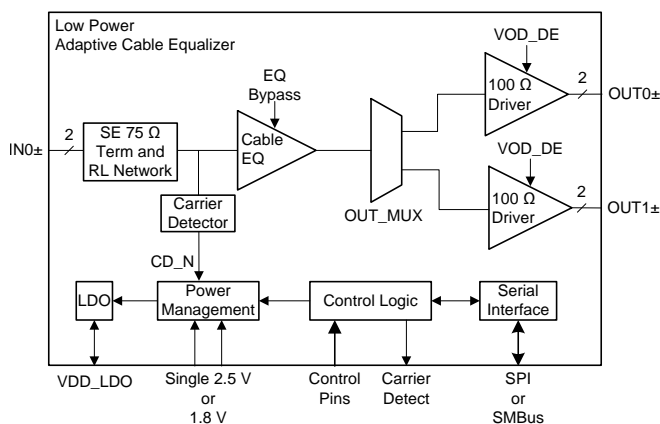 Low Power
Adaptive Cable Equalizer
VOD_DE
EQ
Bypass
100 Ω
Driver
2
OUT0±
IN0±
2
SE 75 Ω
Term and
RL Network
Cable
EQ
VOD_DE
Carrier
Detector
OUT_MUX
100 Ω
Driver
2
OUT1±
CD_N
LDO
Power
Management
Control Logic
Serial
Interface
VDD_LDO
Single 2.5 V
or
1.8 V
Control
Pins
Carrier
Detect
SPI
or
SMBus